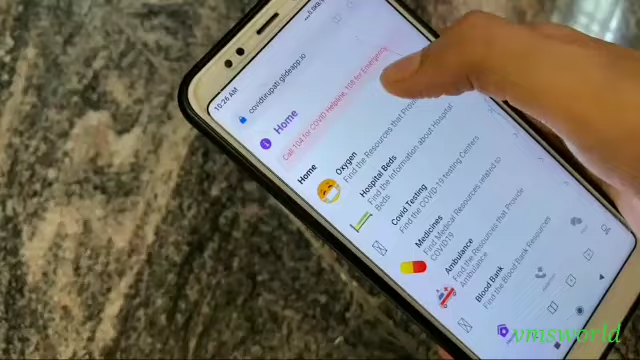 10:26 AM
covidtirupati.glideapp.io
Home
Call 104 for COVID Helpline, 108 for Emergency
Home
Oxygen
Find the Resources that Prov
Hospital Beds
Find the information about Hospital
Beds
Covid Testing
Find the COVID-19 testing Centers
Medicines
Find Medical Resources related to
COVID19
Ambulance
Find the Resources that Provide
Ambulance
Blood Bank
Find the Blood Bank Resources
vmsworld